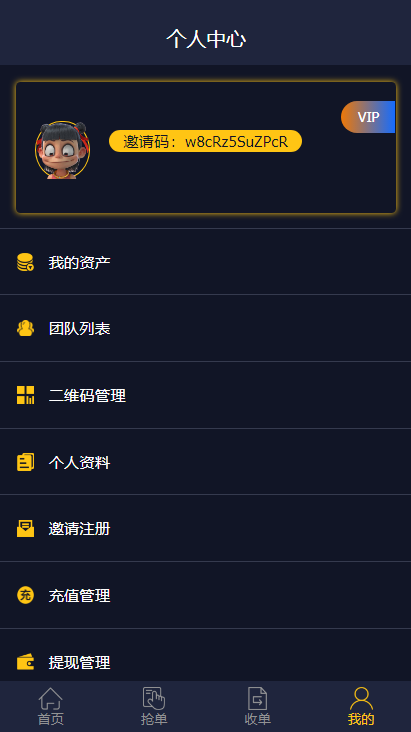 个人中心
VIP
邀请码：w8cRz5SuZPcR
我的资产
团队列表
二维码管理
个人资料
邀请注册
充
充值管理
提现管理
首页
抢单
收单
我的